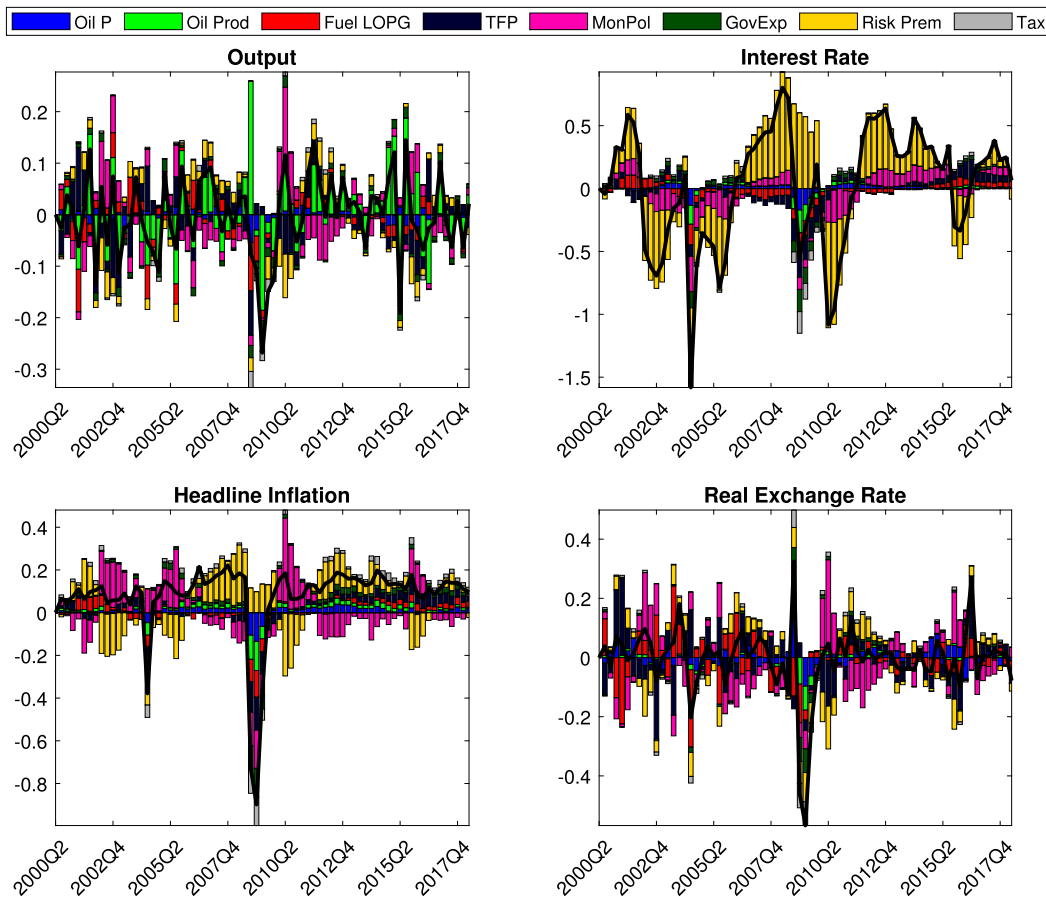 Oil P Oil Prod Fuel LOPG TFP MonPol GovExp Risk Prem Tax
Output
0.2
0.1
0
-0.1
-0.2
-0.3
2000Q2 2002Q4 2005Q2 2007Q4 2010Q2 2012Q4 2015Q2 2017Q4
Interest Rate
0.5
0
-0.5
-1
-1.5
2000Q2 2002Q4 2005Q2 2007Q4 2010Q2 2012Q4 2015Q2 2017Q4
Headline Inflation
0.4
0.2
0
-0.2
-0.4
-0.6
-0.8
2000Q2 2002Q4 2005Q2 2007Q4 2010Q2 2012Q4 2015Q2 2017Q4
Real Exchange Rate
0.4
0.2
0
-0.2
-0.4
2000Q2 2002Q4 2005Q2 2007Q4 2010Q2 2012Q4 2015Q2 2017Q4